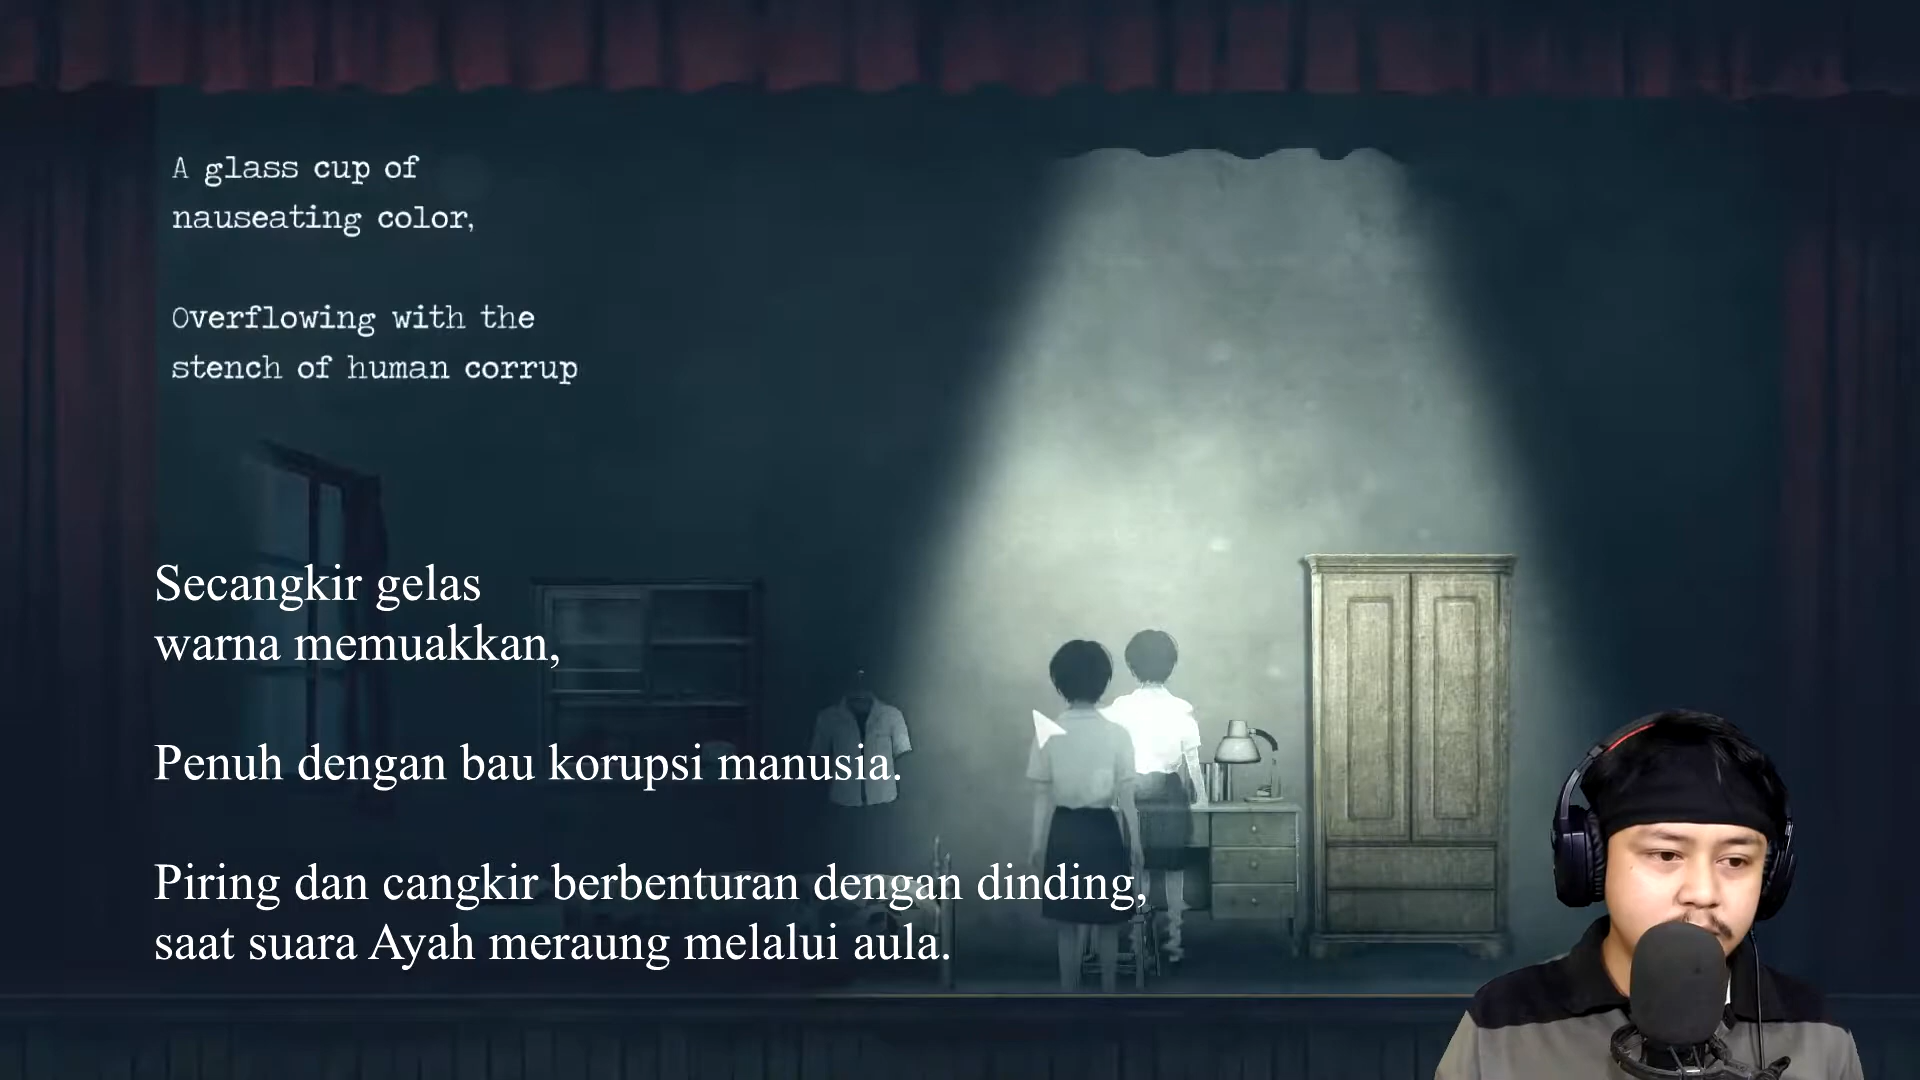 A glass cup of
nauseating color,
Overflowing with the
stench of human corrup
Secangkir gelas
warna memuakkan,
Penuh dengan bau korupsi manusia.
Piring dan cangkir berbenturan dengan dinding,
saat suara Ayah meraung melalui aula.